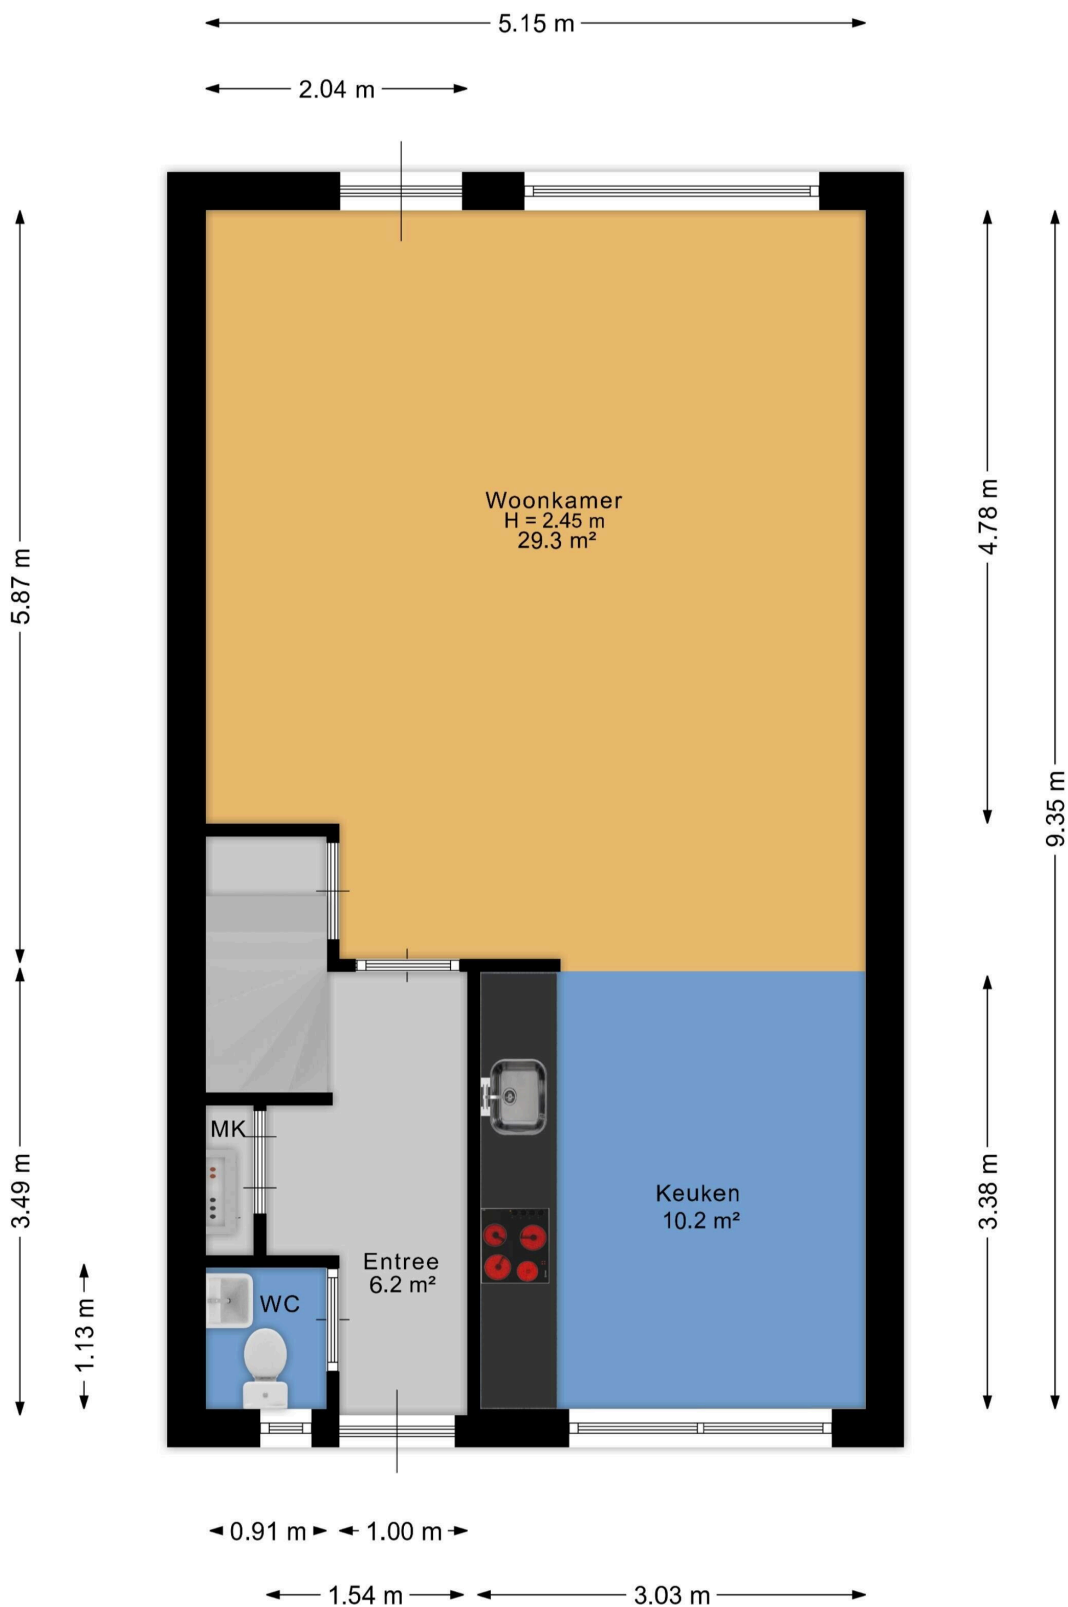 5.15 m
2.04 m
Woonkamer
H = 2.45 m
29.3 m²
5.87 m
4.78 m
9.35 m
MK
3.49 m
Keuken
10.2 m²
3.38 m
Entree
6.2 m²
WC
1.13 m
0.91 m
1.00 m
1.54 m
3.03 m